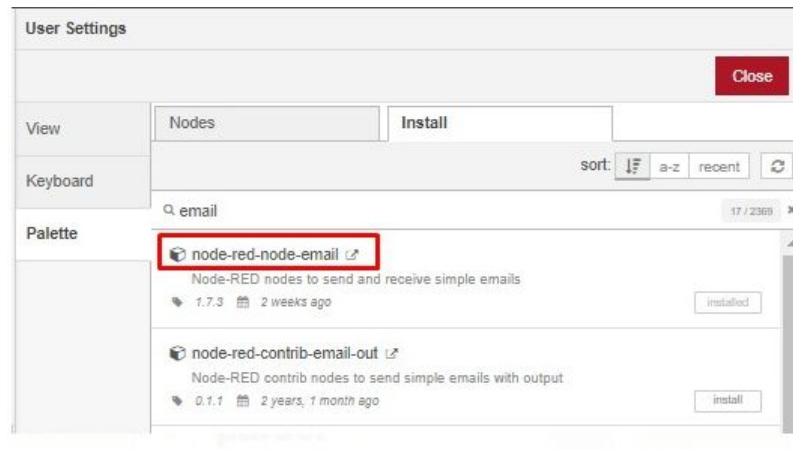 User Settings
Close
View
Nodes
Install
sort: a-z recent
Keyboard
email
17 / 2369
Palette
node-red-node-email
Node-RED nodes to send and receive simple emails
1.7.3 2 weeks ago
installed
node-red-contrib-email-out
Node-RED contrib nodes to send simple emails with output
0.1.1 2 years, 1 month ago
install